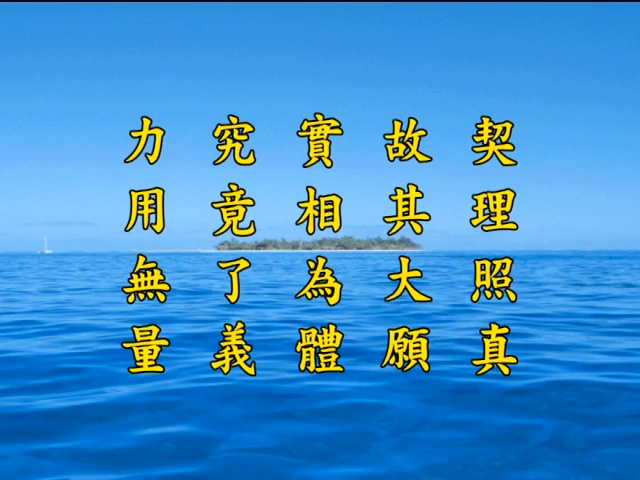 契理照真
故其大願
實相為體
究竟了義
力用無量